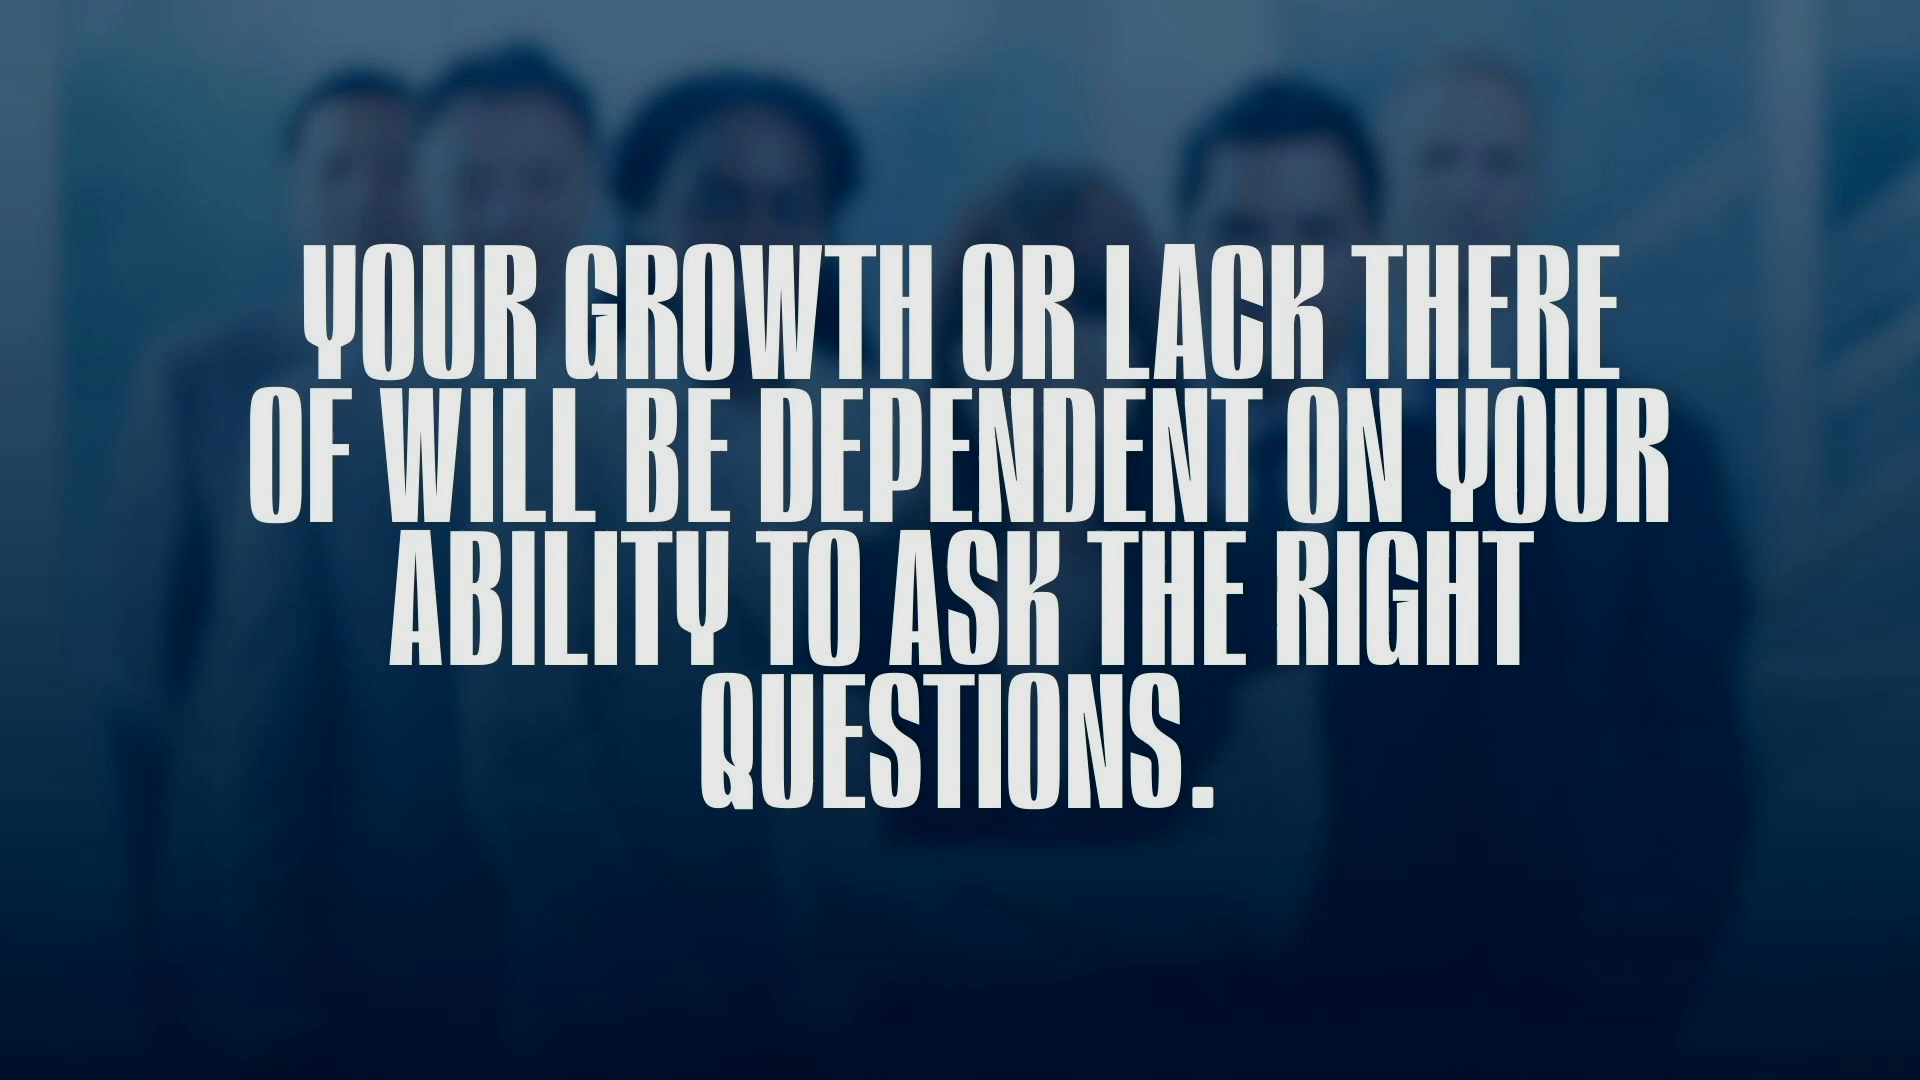 YOUR GROWTH OR LACK THERE
OF WILL BE DEPENDENT ON YOUR
ABILITY TO ASK THE RIGHT
QUESTIONS.